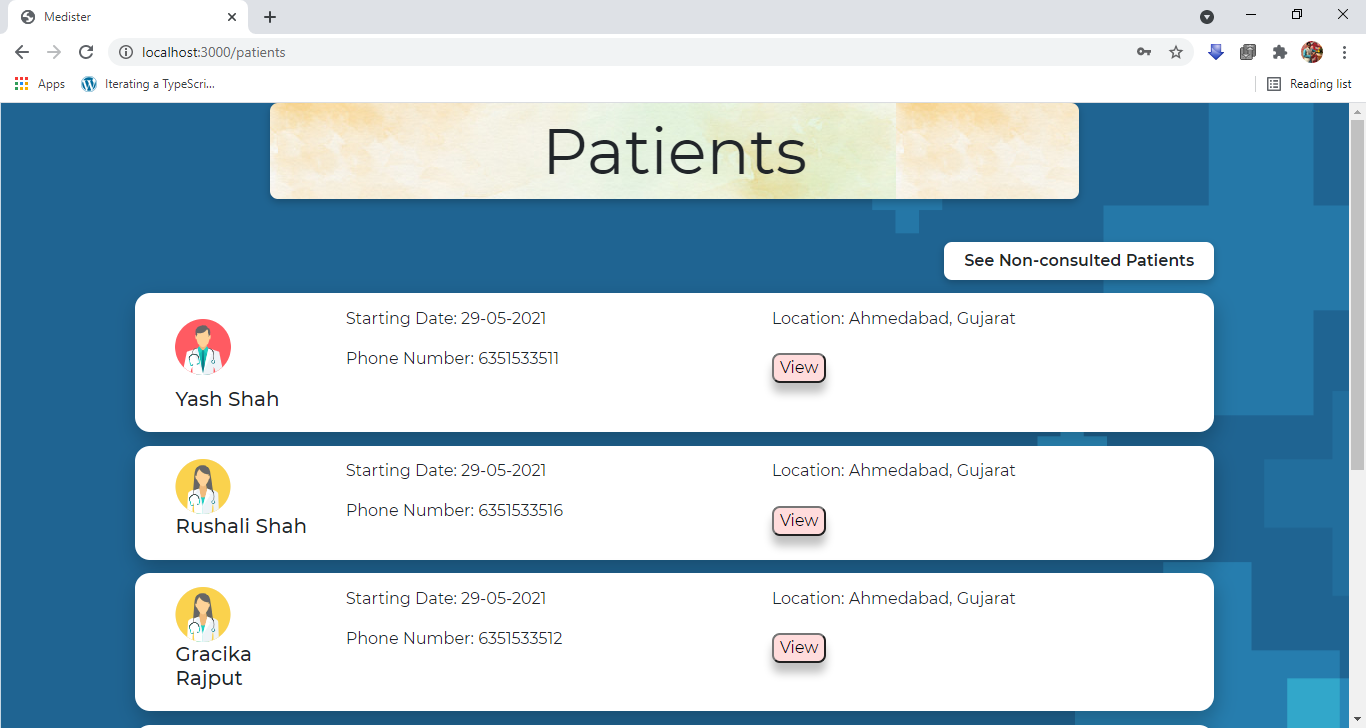 Medister
localhost:3000/patients
Apps
Iterating a TypeScri...
Reading list
Patients
See Non-consulted Patients
Starting Date: 29-05-2021
Location: Ahmedabad, Gujarat
Phone Number: 6351533511
View
Yash Shah
Starting Date: 29-05-2021
Location: Ahmedabad, Gujarat
Phone Number: 6351533516
View
Rushali Shah
Starting Date: 29-05-2021
Location: Ahmedabad, Gujarat
Phone Number: 6351533512
View
Gracika
Rajput